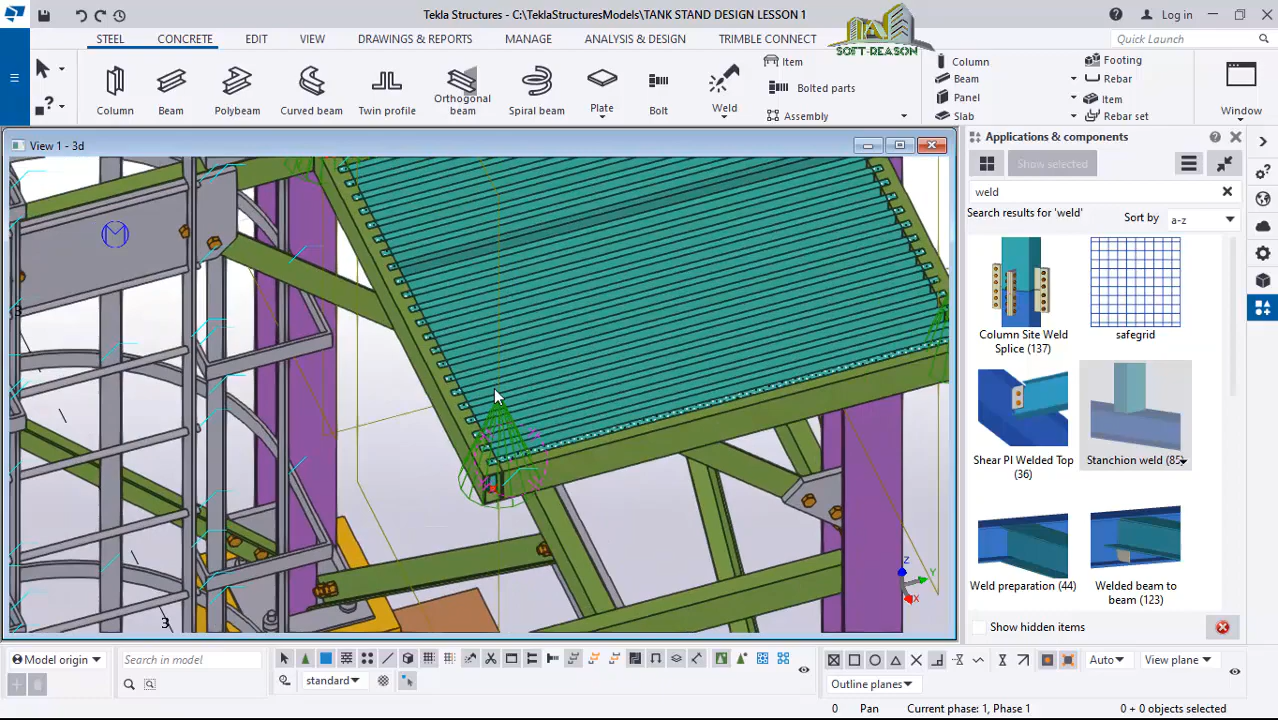 Tekla Structures - C:\TeklaStructuresModels\TANK STAND DESIGN LESSON 1
Log in
SOFT-REASON
STEEL CONCRETE EDIT VIEW DRAWINGS & REPORTS MANAGE ANALYSIS & DESIGN TRIMBLE CONNECT
Quick Launch
Column
Beam
Polybeam
Curved beam
Twin profile
Orthogonal
beam
Spiral beam
Plate
Bolt
Weld
Item
Bolted parts
Assembly
Column
Beam
Panel
Slab
Footing
Rebar
Item
Rebar set
Window
View 1 - 3d
3
3
Z
Y
X
Applications & components
Show selected
weld
Search results for 'weld'
Sort by
a-z
Column Site Weld
Splice (137)
safegrid
Shear Pl Welded Top
(36)
Stanchion weld (85)
Weld preparation (44)
Welded beam to
beam (123)
Show hidden items
Model origin
Search in model
standard
Auto
View plane
Outline planes
0 Pan Current phase: 1, Phase 1 0 + 0 objects selected